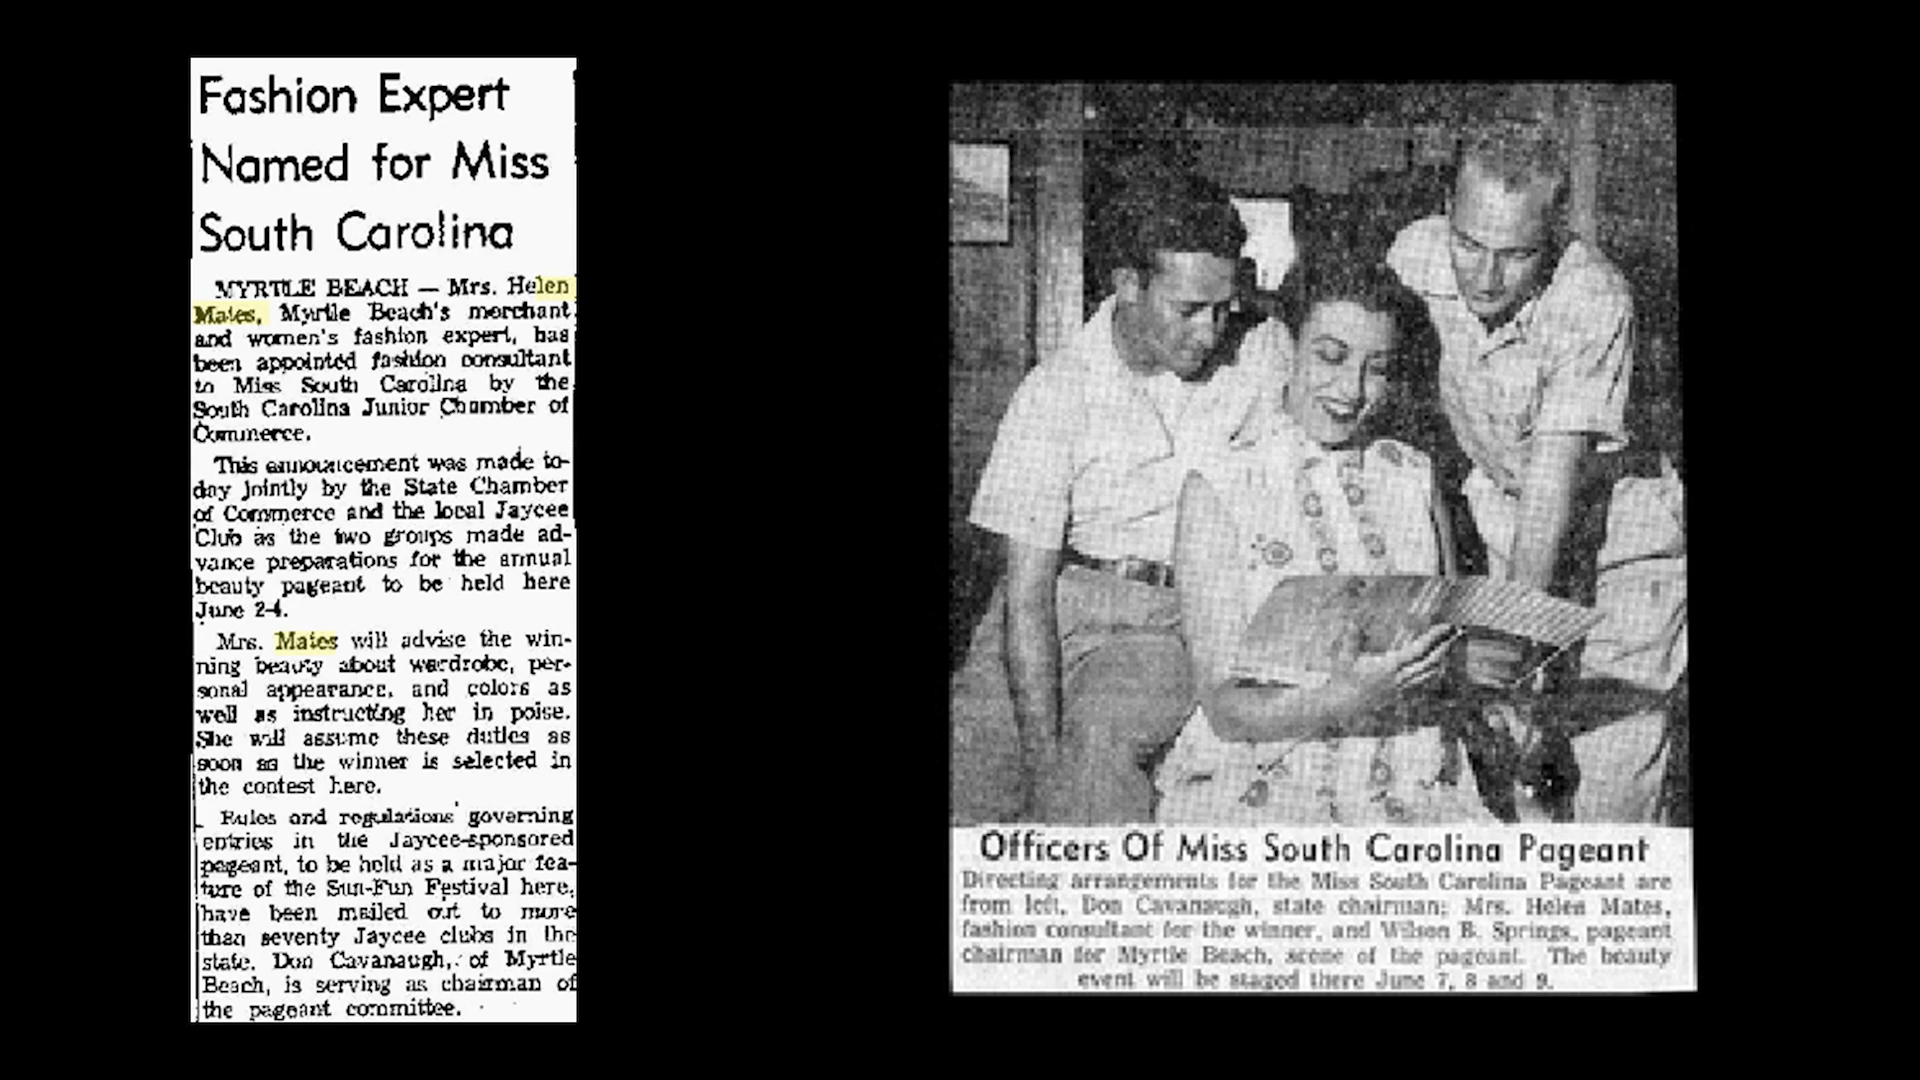 Fashion Expert
Named for Miss
South Carolina
MYRTLE BEACH — Mrs. Helen
Mates, Myrtle Beach's merchant
and women's fashion expert, has
been appointed fashion consultant
to Miss South Carolina by the
South Carolina Junior Chamber of
Commerce.
This announcement was made to-
day jointly by the State Chamber
of Commerce and the local Jaycee
Club as the two groups made ad-
vance preparations for the annual
beauty pageant to be held here
June 2-4.
Mrs. Mates will advise the win-
ning beauty about wardrobe, per-
sonal appearance, and colors as
well as instructing her in poise.
She will assume these duties as
soon as the winner is selected in
the contest here.
Rules and regulations governing
entries in the Jaycee-sponsored
pageant, to be held as a major fea-
ture of the Sun-Fun Festival here,
have been mailed out to more
than seventy Jaycee clubs in the
state. Don Cavanaugh, of Myrtle
Beach, is serving as chairman of
the pageant committee.
Officers Of Miss South Carolina Pageant
Directing arrangements for the Miss South Carolina Pageant are
from left, Don Cavanaugh, state chairman; Mrs. Helen Mates,
fashion consultant for the winner, and Wilson B. Springs, pageant
chairman for Myrtle Beach, scene of the pageant. The beauty
event will be staged there June 7, 8 and 9.